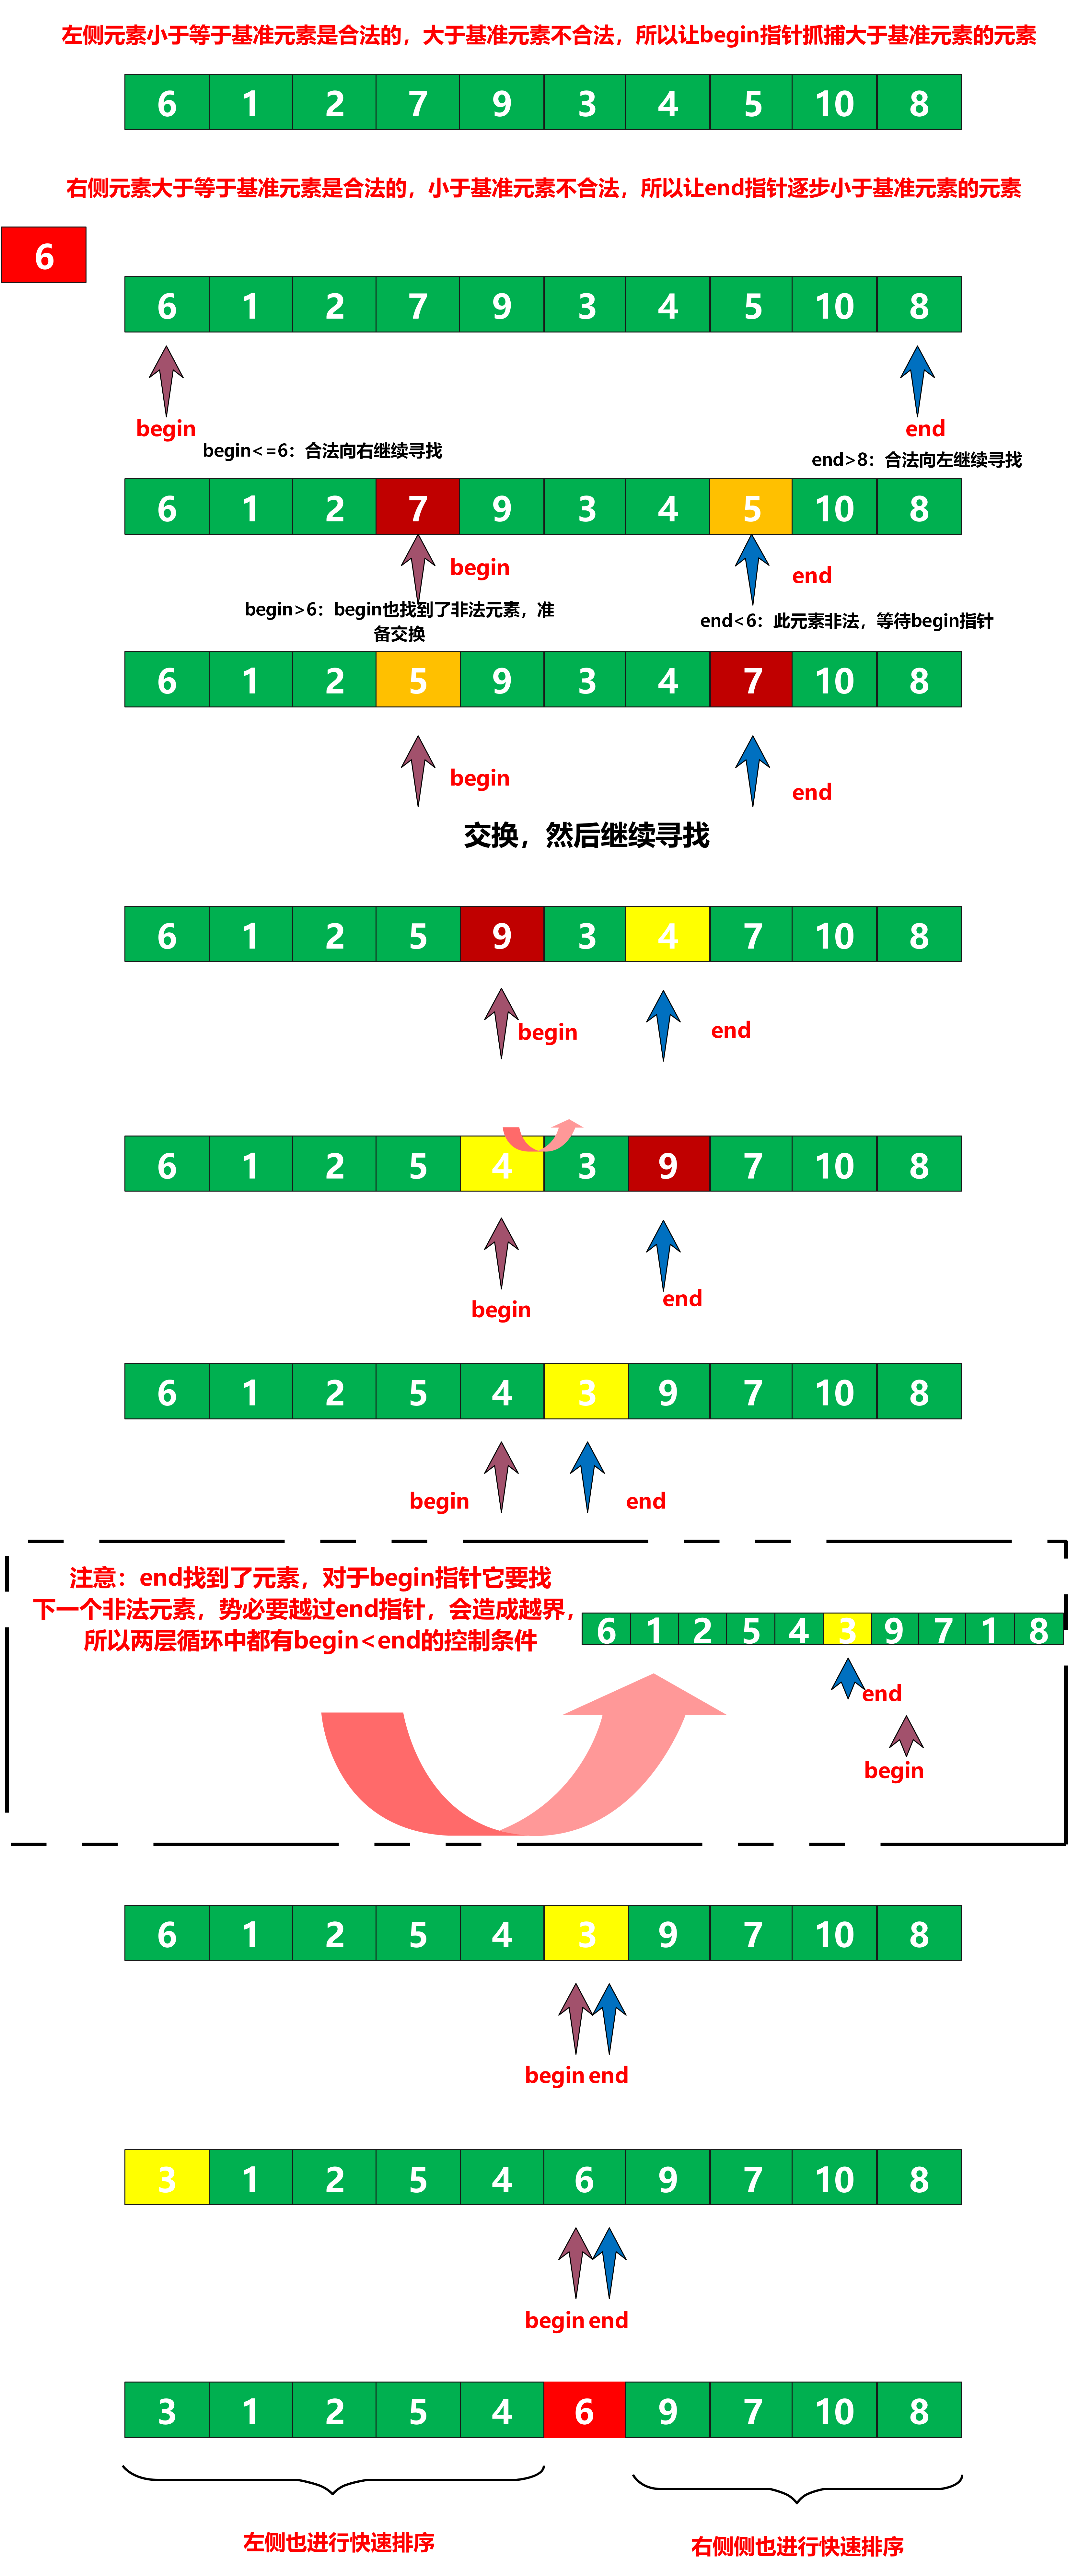 左侧元素小于等于基准元素是合法的，大于基准元素不合法，所以让begin指针抓捕大于基准元素的元素
6 1 2 7 9 3 4 5 10 8
右侧元素大于等于基准元素是合法的，小于基准元素不合法，所以让end指针逐步小于基准元素的元素
6
6 1 2 7 9 3 4 5 10 8
begin end
begin<=6：合法向右继续寻找
end>8：合法向左继续寻找
6 1 2 7 9 3 4 5 10 8
begin end
begin>6：begin也找到了非法元素，准
备交换
end<6：此元素非法，等待begin指针
6 1 2 5 9 3 4 7 10 8
begin end
交换，然后继续寻找
6 1 2 5 9 3 4 7 10 8
begin end
6 1 2 5 4 3 9 7 10 8
begin end
6 1 2 5 4 3 9 7 10 8
begin end
注意：end找到了元素，对于begin指针它要找
下一个非法元素，势必要越过end指针，会造成越界，
所以两层循环中都有begin<end的控制条件
6 1 2 5 4 3 9 7 1 8
end
begin
6 1 2 5 4 3 9 7 10 8
begin end
3 1 2 5 4 6 9 7 10 8
begin end
3 1 2 5 4 6 9 7 10 8
左侧也进行快速排序
右侧侧也进行快速排序